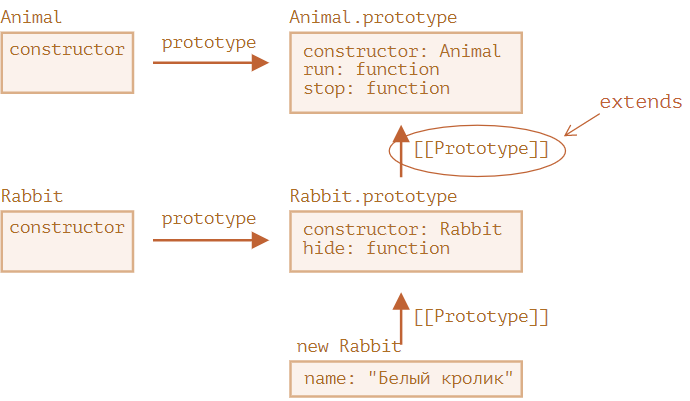 Animal
Animal.prototype
constructor
prototype
constructor: Animal
run: function
stop: function
extends
[[Prototype]]
Rabbit
Rabbit.prototype
constructor
prototype
constructor: Rabbit
hide: function
[[Prototype]]
new Rabbit
name: "Белый кролик"